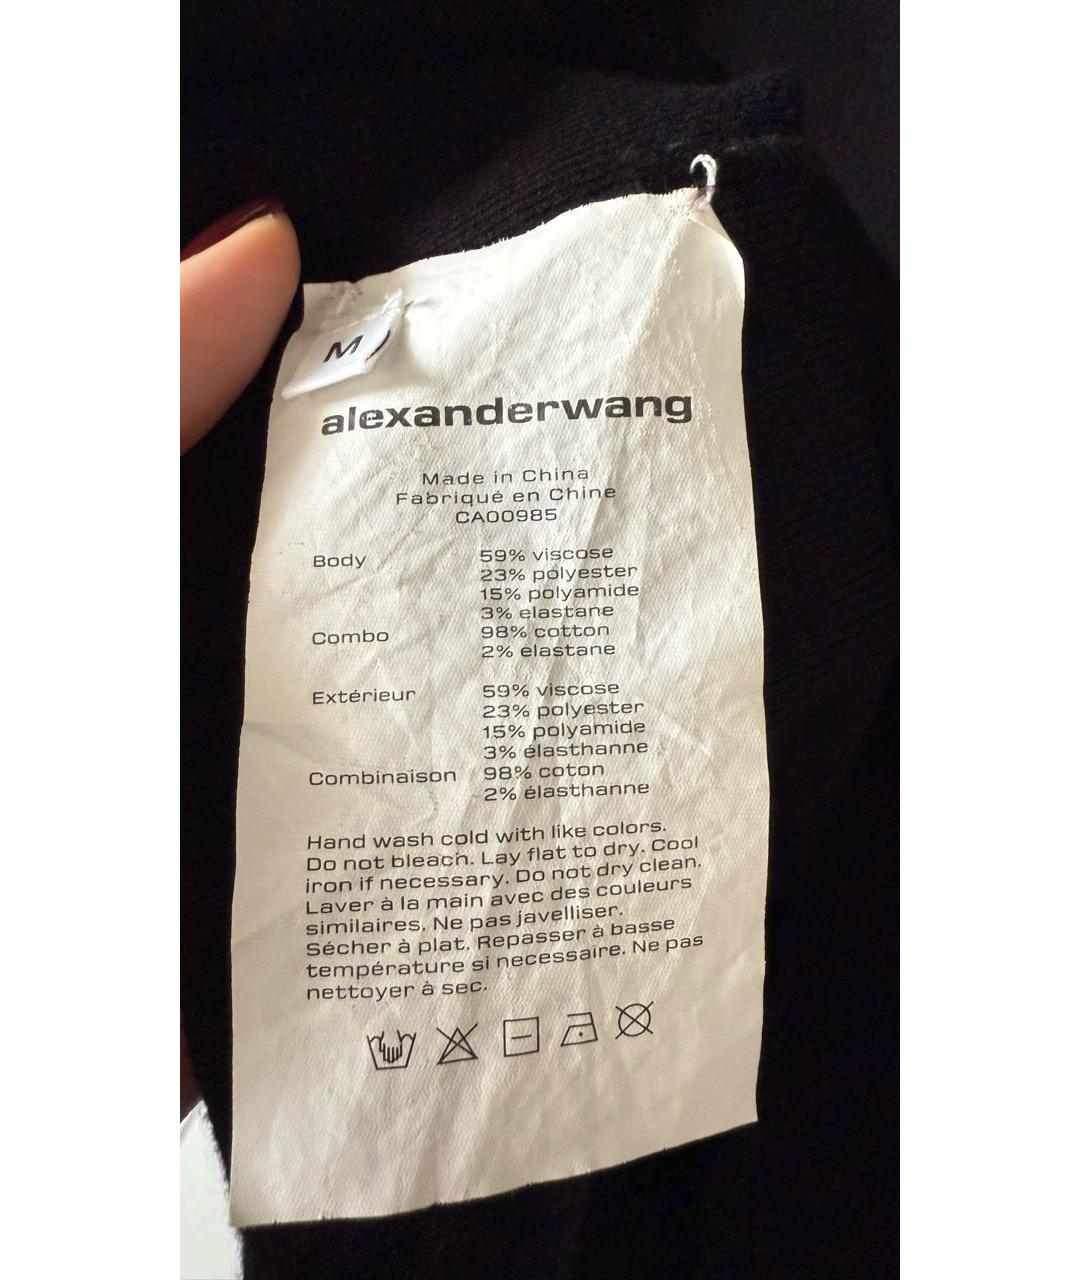 M
alexanderwang
Made in China
Fabriqué en Chine
CA00985
Body 59% viscose
23% polyester
15% polyamide
3% elastane
Combo 98% cotton
2% elastane
Extérieur 59% viscose
23% polyester
15% polyamide
3% élasthanne
Combinaison 98% coton
2% élasthanne
Hand wash cold with like colors.
Do not bleach. Lay flat to dry. Cool
iron if necessary. Do not dry clean.
Laver à la main avec des couleurs
similaires. Ne pas javelliser.
Sécher à plat. Repasser à basse
température si necessaire. Ne pas
nettoyer à sec.